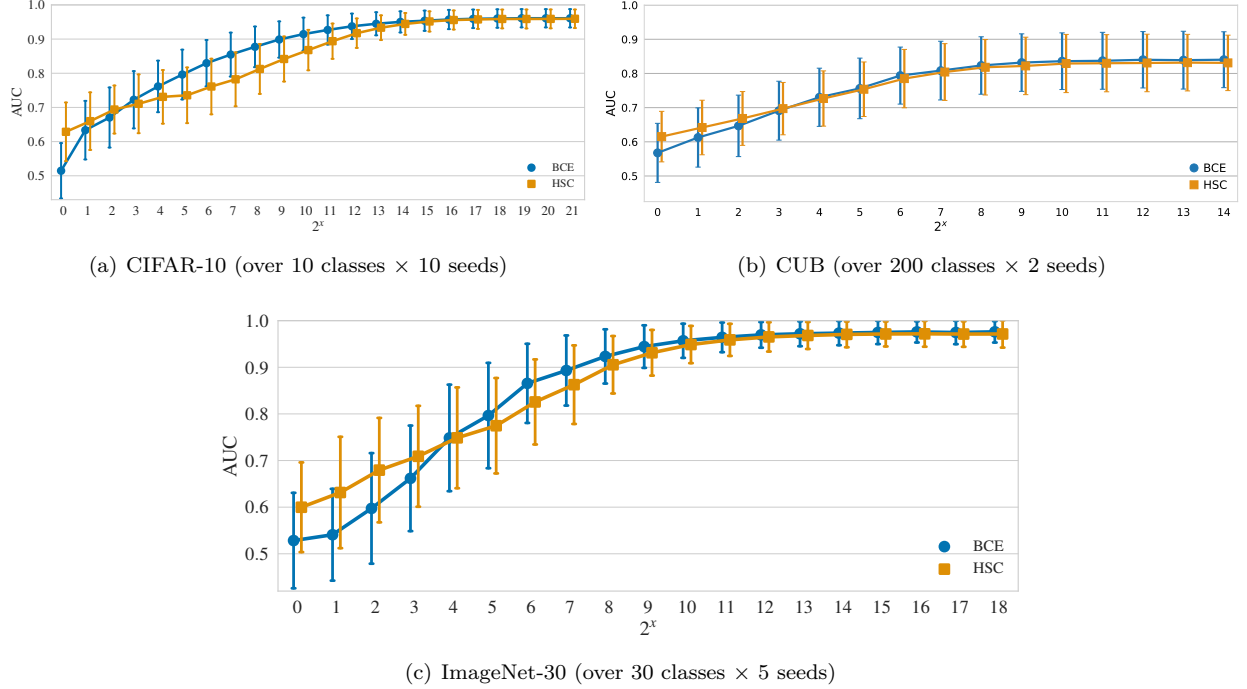 1.0
0.9
0.8
0.7
0.6
0.5
AUC
BCE
HSC
0 1 2 3 4 5 6 7 8 9 10 11 12 13 14 15 16 17 18 19 20 21
2^x
(a) CIFAR-10 (over 10 classes × 10 seeds)
1.0
0.9
0.8
0.7
0.6
0.5
AUC
BCE
HSC
0 1 2 3 4 5 6 7 8 9 10 11 12 13 14
2^x
(b) CUB (over 200 classes × 2 seeds)
1.0
0.9
0.8
0.7
0.6
0.5
AUC
BCE
HSC
0 1 2 3 4 5 6 7 8 9 10 11 12 13 14 15 16 17 18
2^x
(c) ImageNet-30 (over 30 classes × 5 seeds)